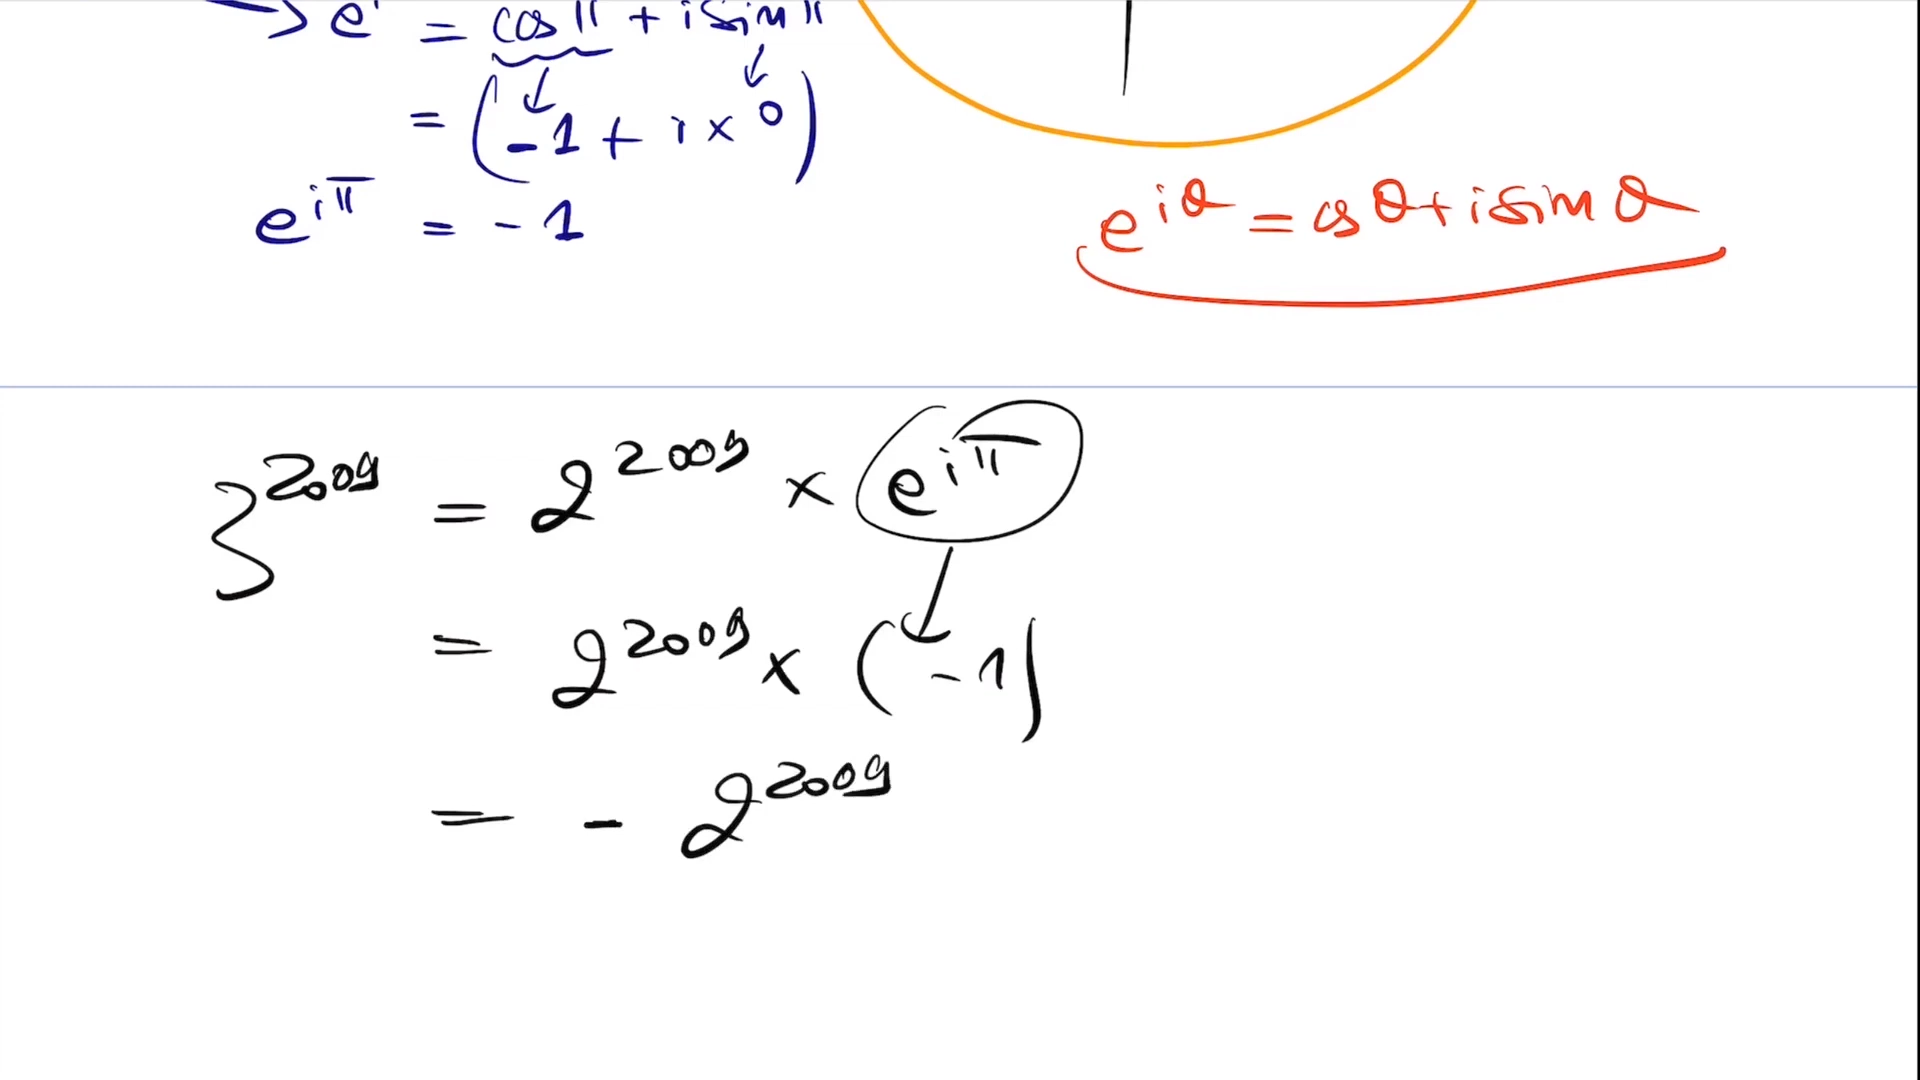 → e = cos π + i sin π
= (-1 + i × 0)
e^{iπ} = -1
e^{iθ} = cos θ + i sin θ
z^{2009} = 2^{2009} × e^{iπ}
= 2^{2009} × (-1)
= - 2^{2009}